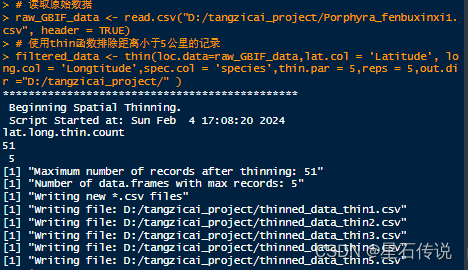 > # 读取原始数据
> raw_GBIF_data <- read.csv("D:/tangzicai_project/Porphyra_fenbuxinxi1.
csv", header = TRUE)
> # 使用thin函数排除距离小于5公里的记录
> filtered_data <- thin(loc.data=raw_GBIF_data,lat.col = 'Latitude', lo
ng.col = 'Longtitude',spec.col = 'species',thin.par = 5,reps = 5,out.di
r ="D:/tangzicai_project/" )
**********************************************
Beginning Spatial Thinning.
Script Started at: Sun Feb  4 17:08:20 2024
lat.long.thin.count
51
5
[1] "Maximum number of records after thinning: 51"
[1] "Number of data.frames with max records: 5"
[1] "Writing new *.csv files"
[1] "Writing file: D:/tangzicai_project/thinned_data_thin1.csv"
[1] "Writing file: D:/tangzicai_project/thinned_data_thin2.csv"
[1] "Writing file: D:/tangzicai_project/thinned_data_thin3.csv"
[1] "Writing file: D:/tangzicai_project/thinned_data_thin4.csv"
[1] "Writing file: D:/tangzicai_project/thinned_data_thin5.csv"
CSDN @星石传说